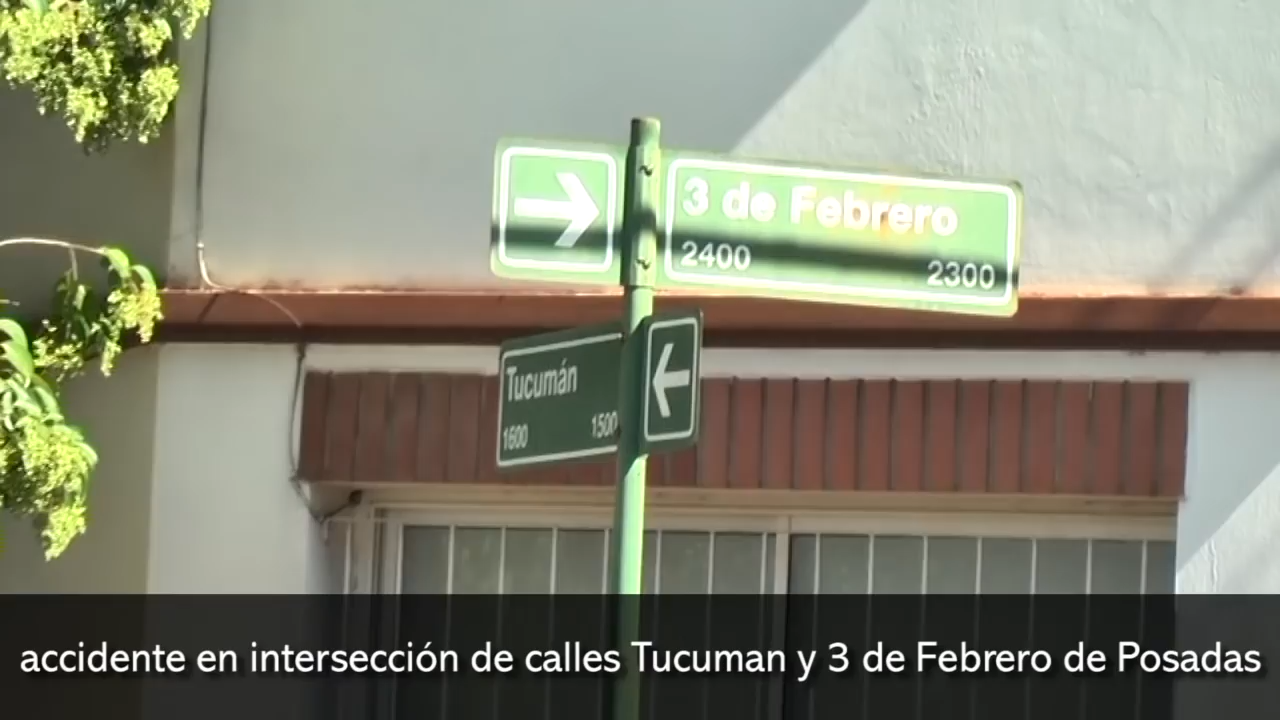 3 de Febrero
2400 2300
Tucumán
1600 1500
accidente en intersección de calles Tucuman y 3 de Febrero de Posadas